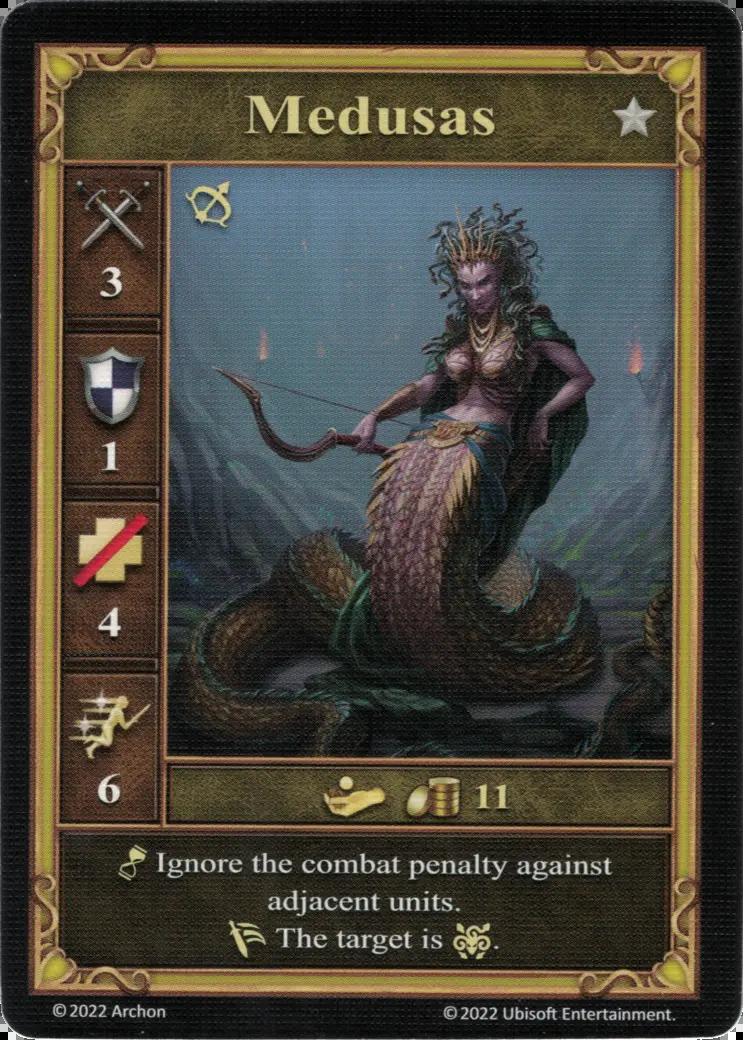 Medusas
3
1
4
6
11
Ignore the combat penalty against
adjacent units.
The target is .
©2022 Archon
©2022 Ubisoft Entertainment.